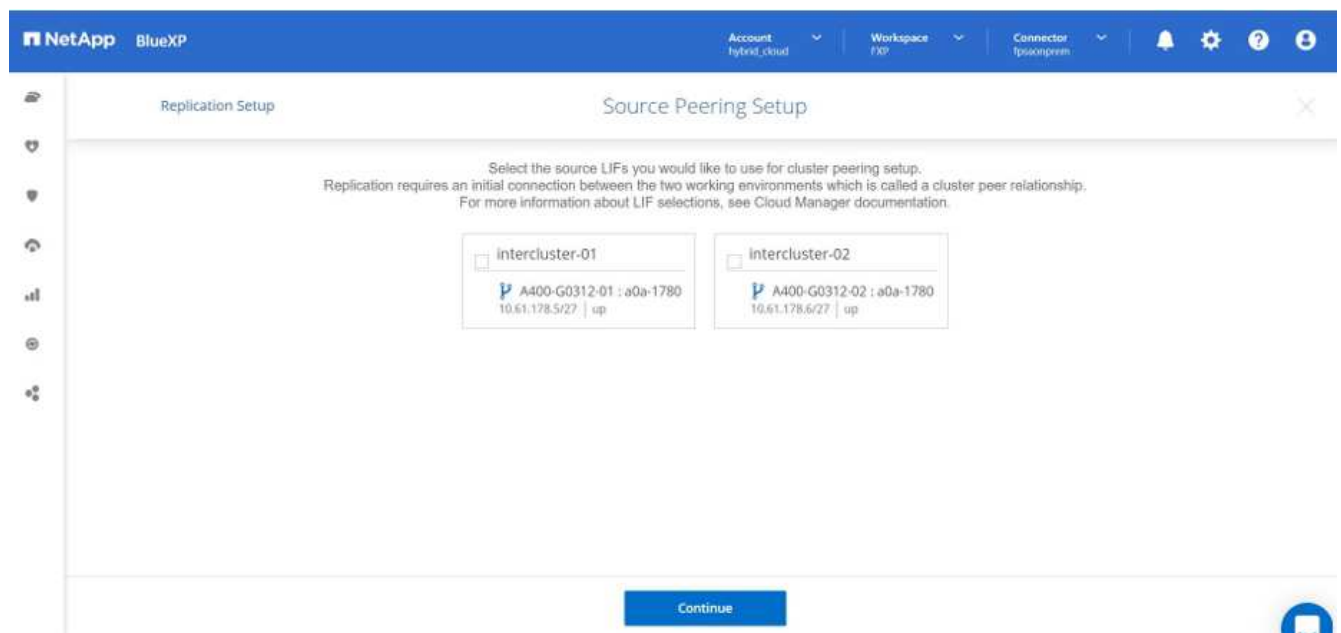 NetApp BlueXP
Account
hybrid_cloud
Workspace
FXP
Connector
fpsaonprem
Replication Setup
Source Peering Setup
Select the source LIFs you would like to use for cluster peering setup.
Replication requires an initial connection between the two working environments which is called a cluster peer relationship.
For more information about LIF selections, see Cloud Manager documentation.
intercluster-01
A400-G0312-01 : a0a-1780
10.61.178.5/27 | up
intercluster-02
A400-G0312-02 : a0a-1780
10.61.178.6/27 | up
Continue